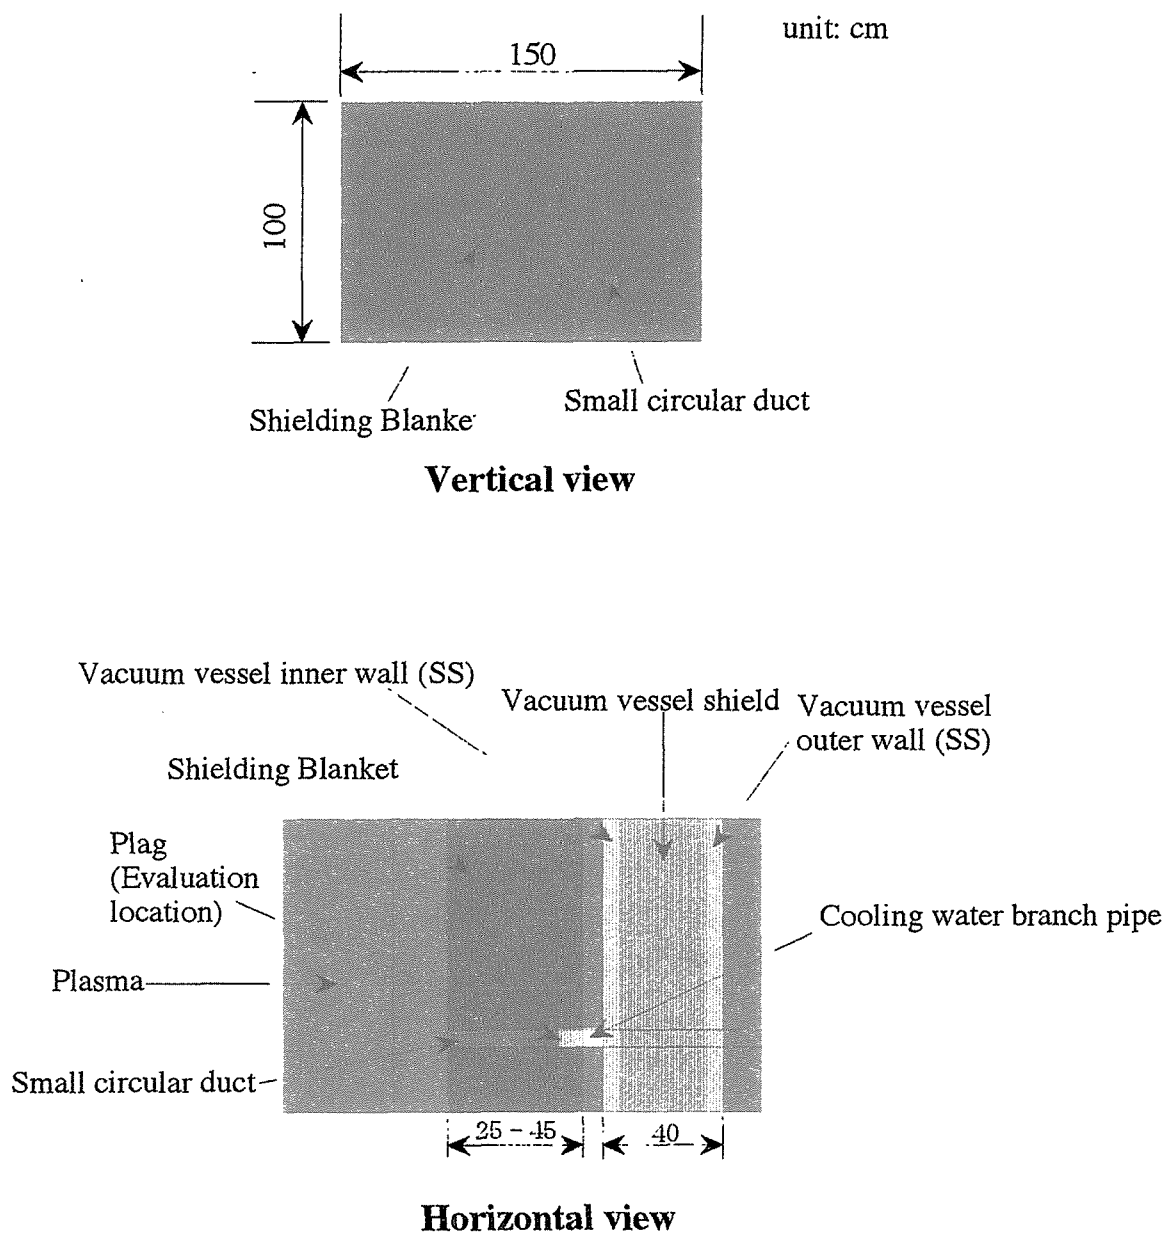 unit: cm
150
100
Shielding Blanke
Small circular duct
Vertical view
Vacuum vessel inner wall (SS)
Vacuum vessel shield
Vacuum vessel
outer wall (SS)
Shielding Blanket
Plag
(Evaluation
location)
Cooling water branch pipe
Plasma
Small circular duct
25 - 45
40
Horizontal view